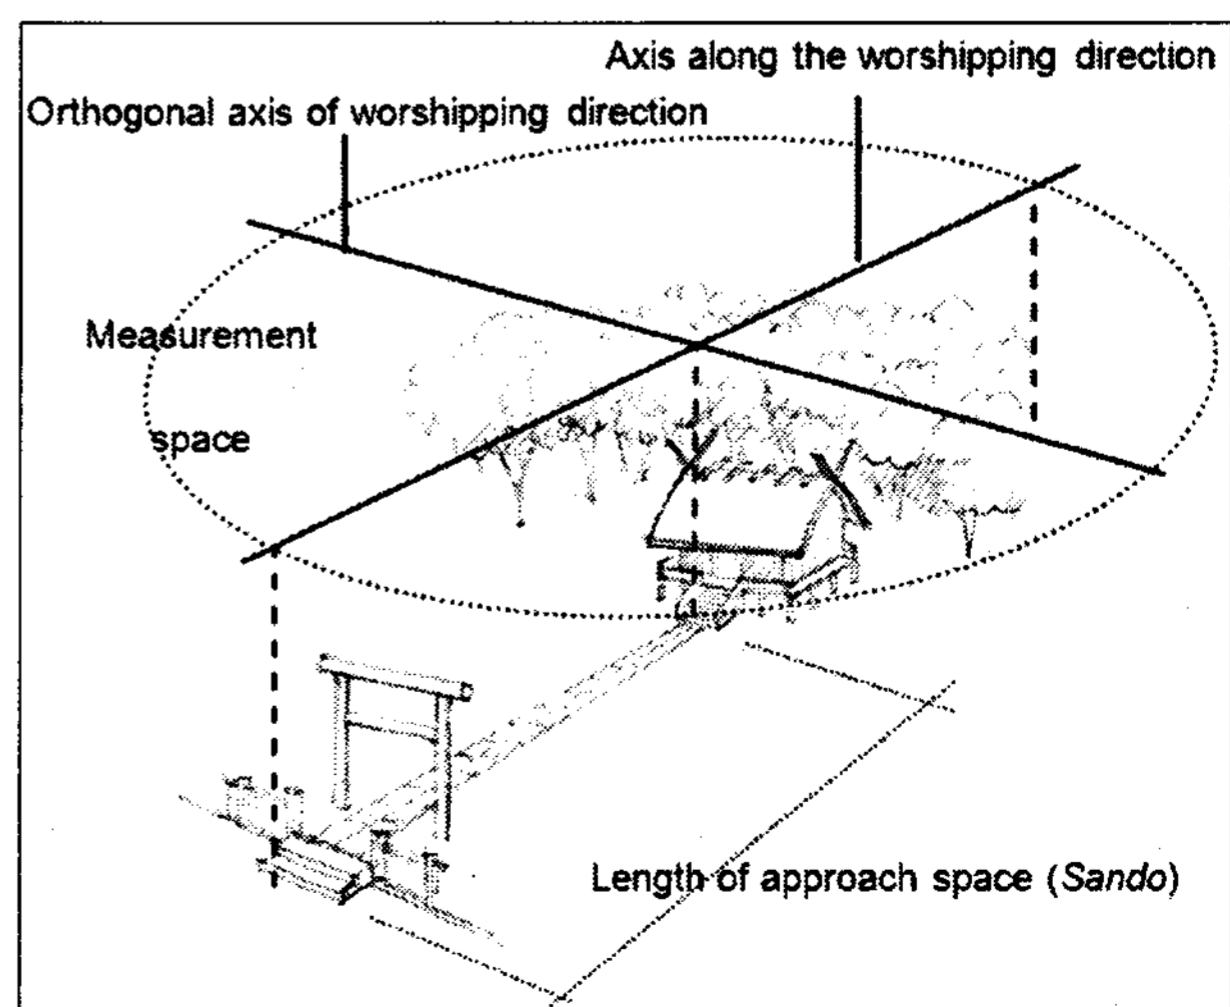 Axis along the worshipping direction
Orthogonal axis of worshipping direction
Measurement
space
Length of approach space (Sando)